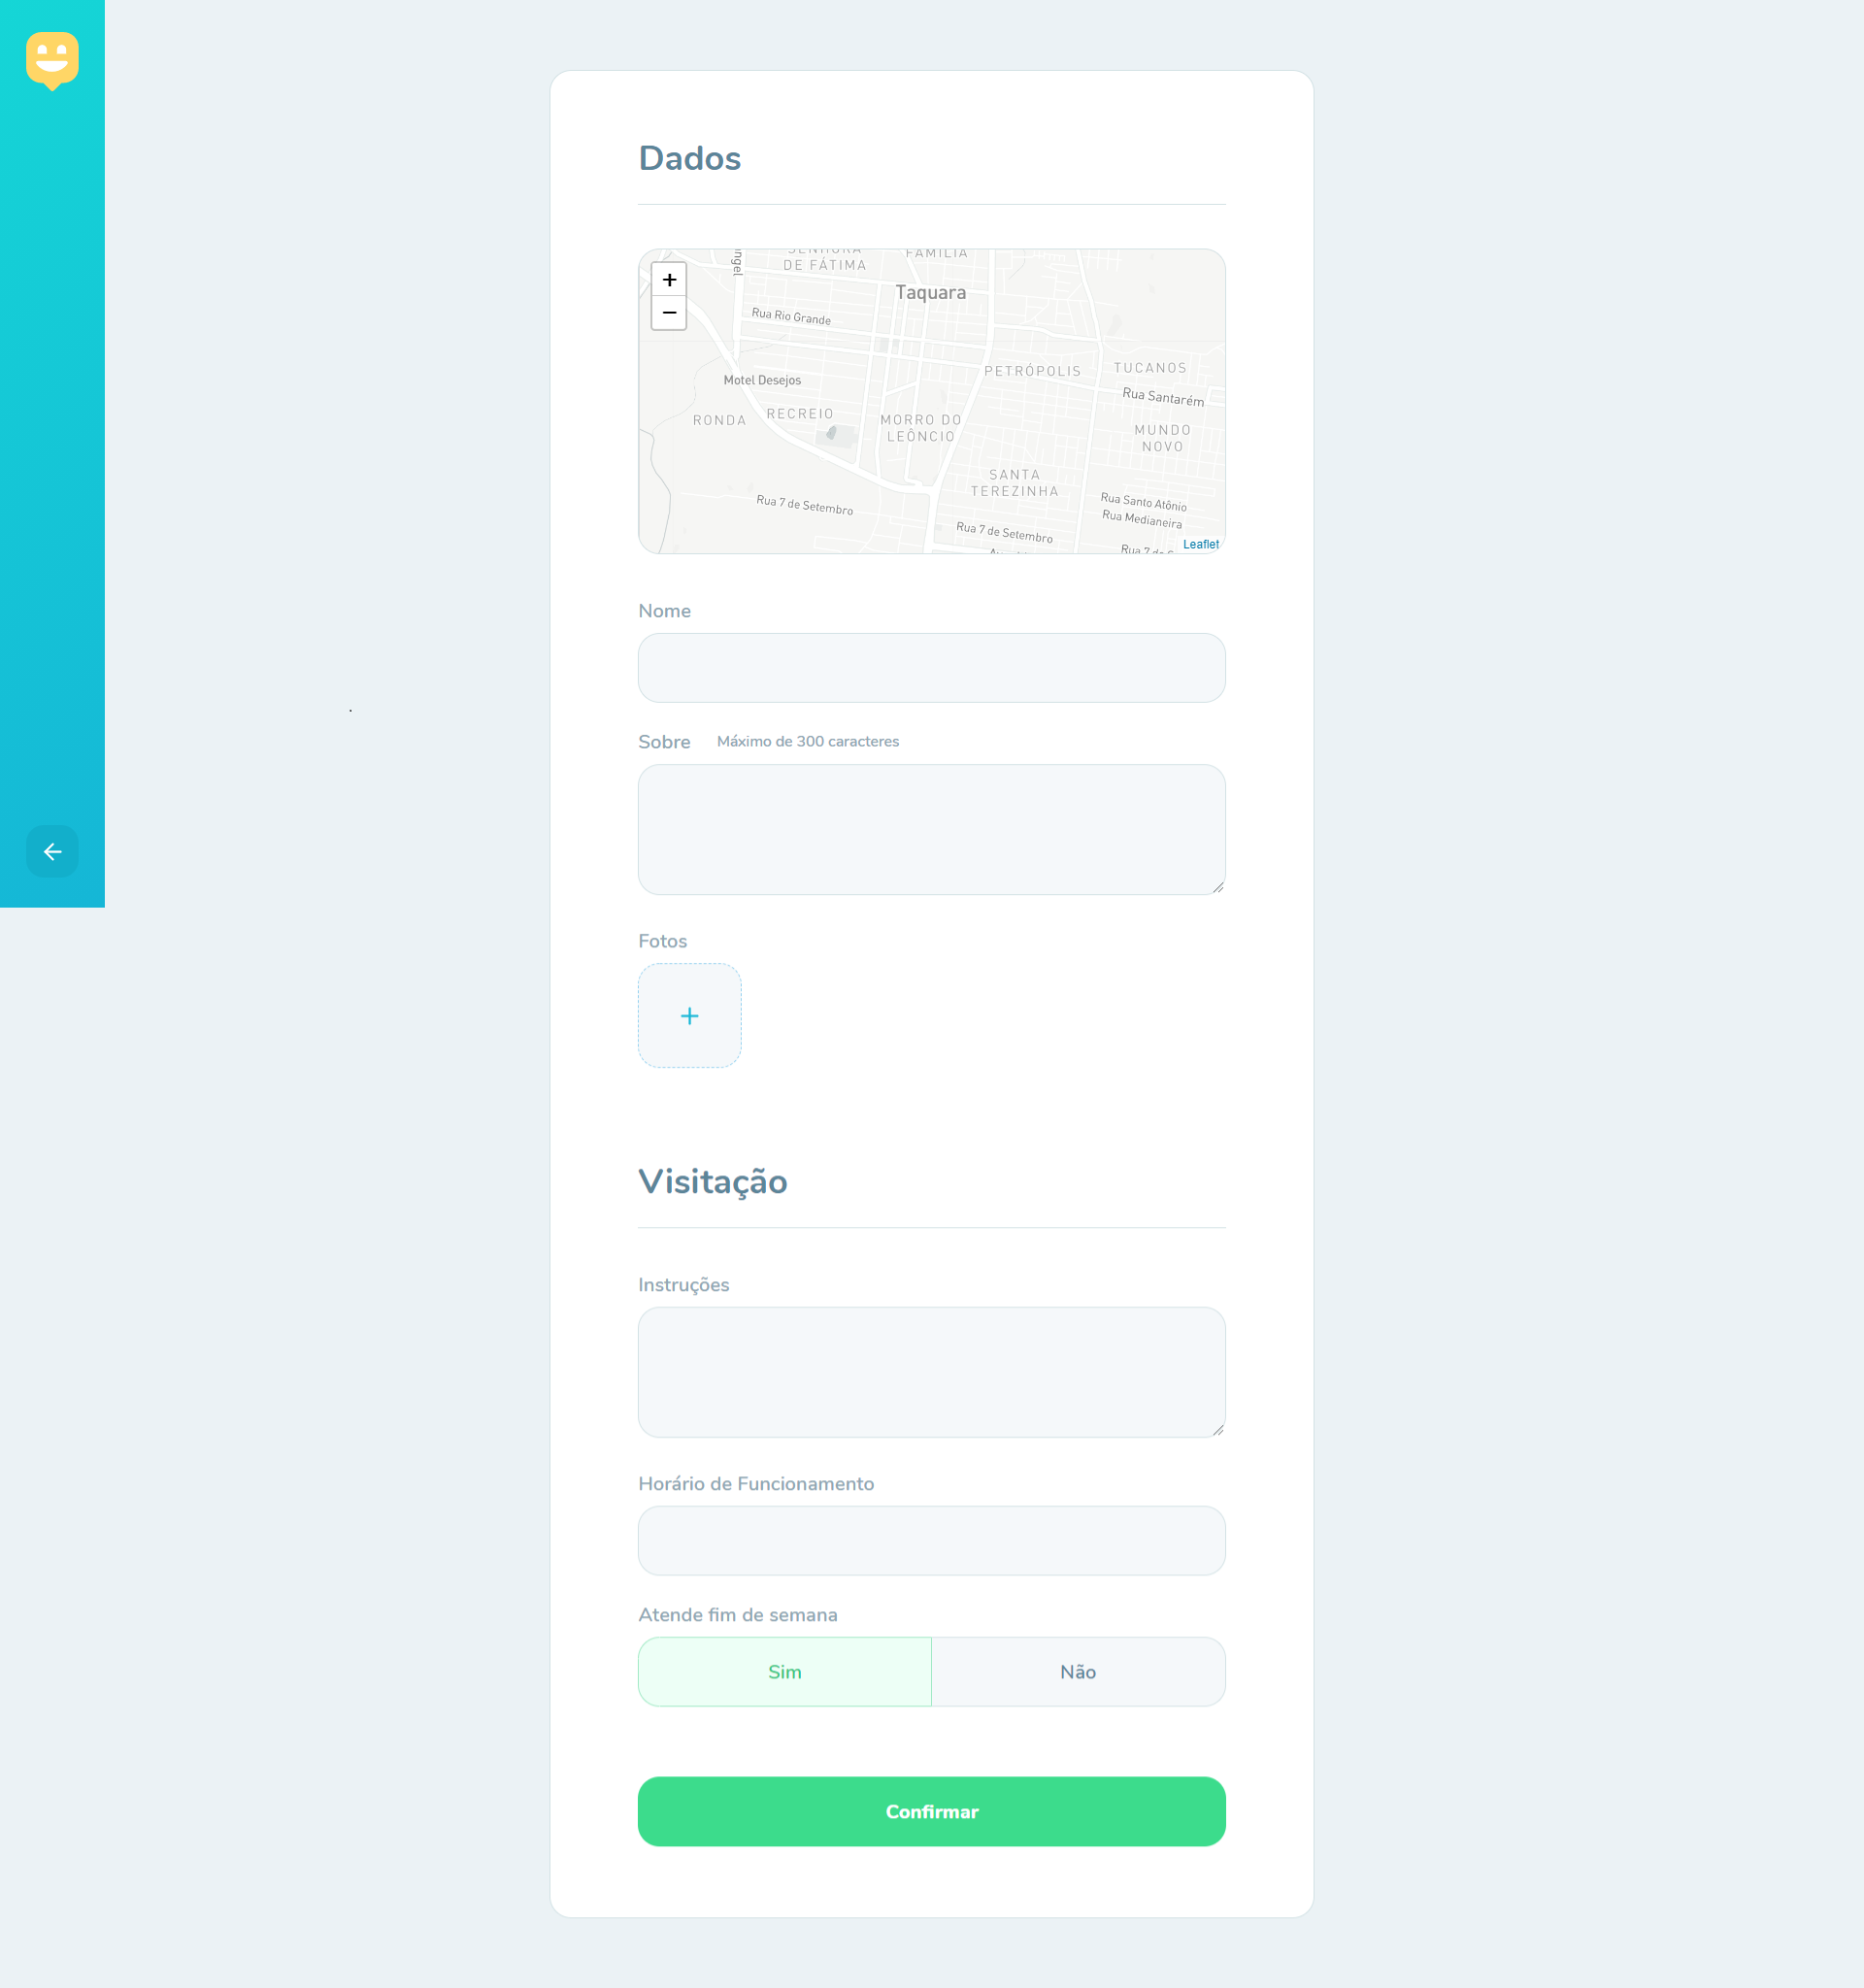 Dados
+
−
DE FÁTIMA
FAMÍLIA
Taquara
Rua Rio Grande
Motel Desejos
PETRÓPOLIS
TUCANOS
Rua Santarém
RONDA
RECREIO
MORRO DO
LEÔNCIO
MUNDO
NOVO
SANTA
TEREZINHA
Rua 7 de Setembro
Rua Santo Atônio
Rua Medianeira
Rua 7 de Setembro
Leaflet
Nome
Sobre Máximo de 300 caracteres
Fotos
+
Visitação
Instruções
Horário de Funcionamento
Atende fim de semana
Sim Não
Confirmar